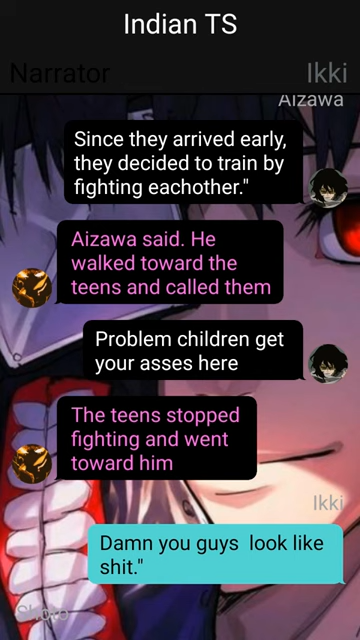 Indian TS
Narrator
Ikki
Aizawa
Since they arrived early,
they decided to train by
fighting eachother."
Aizawa said. He
walked toward the
teens and called them
Problem children get
your asses here
The teens stopped
fighting and went
toward him
Ikki
Damn you guys  look like
shit."
Shoto